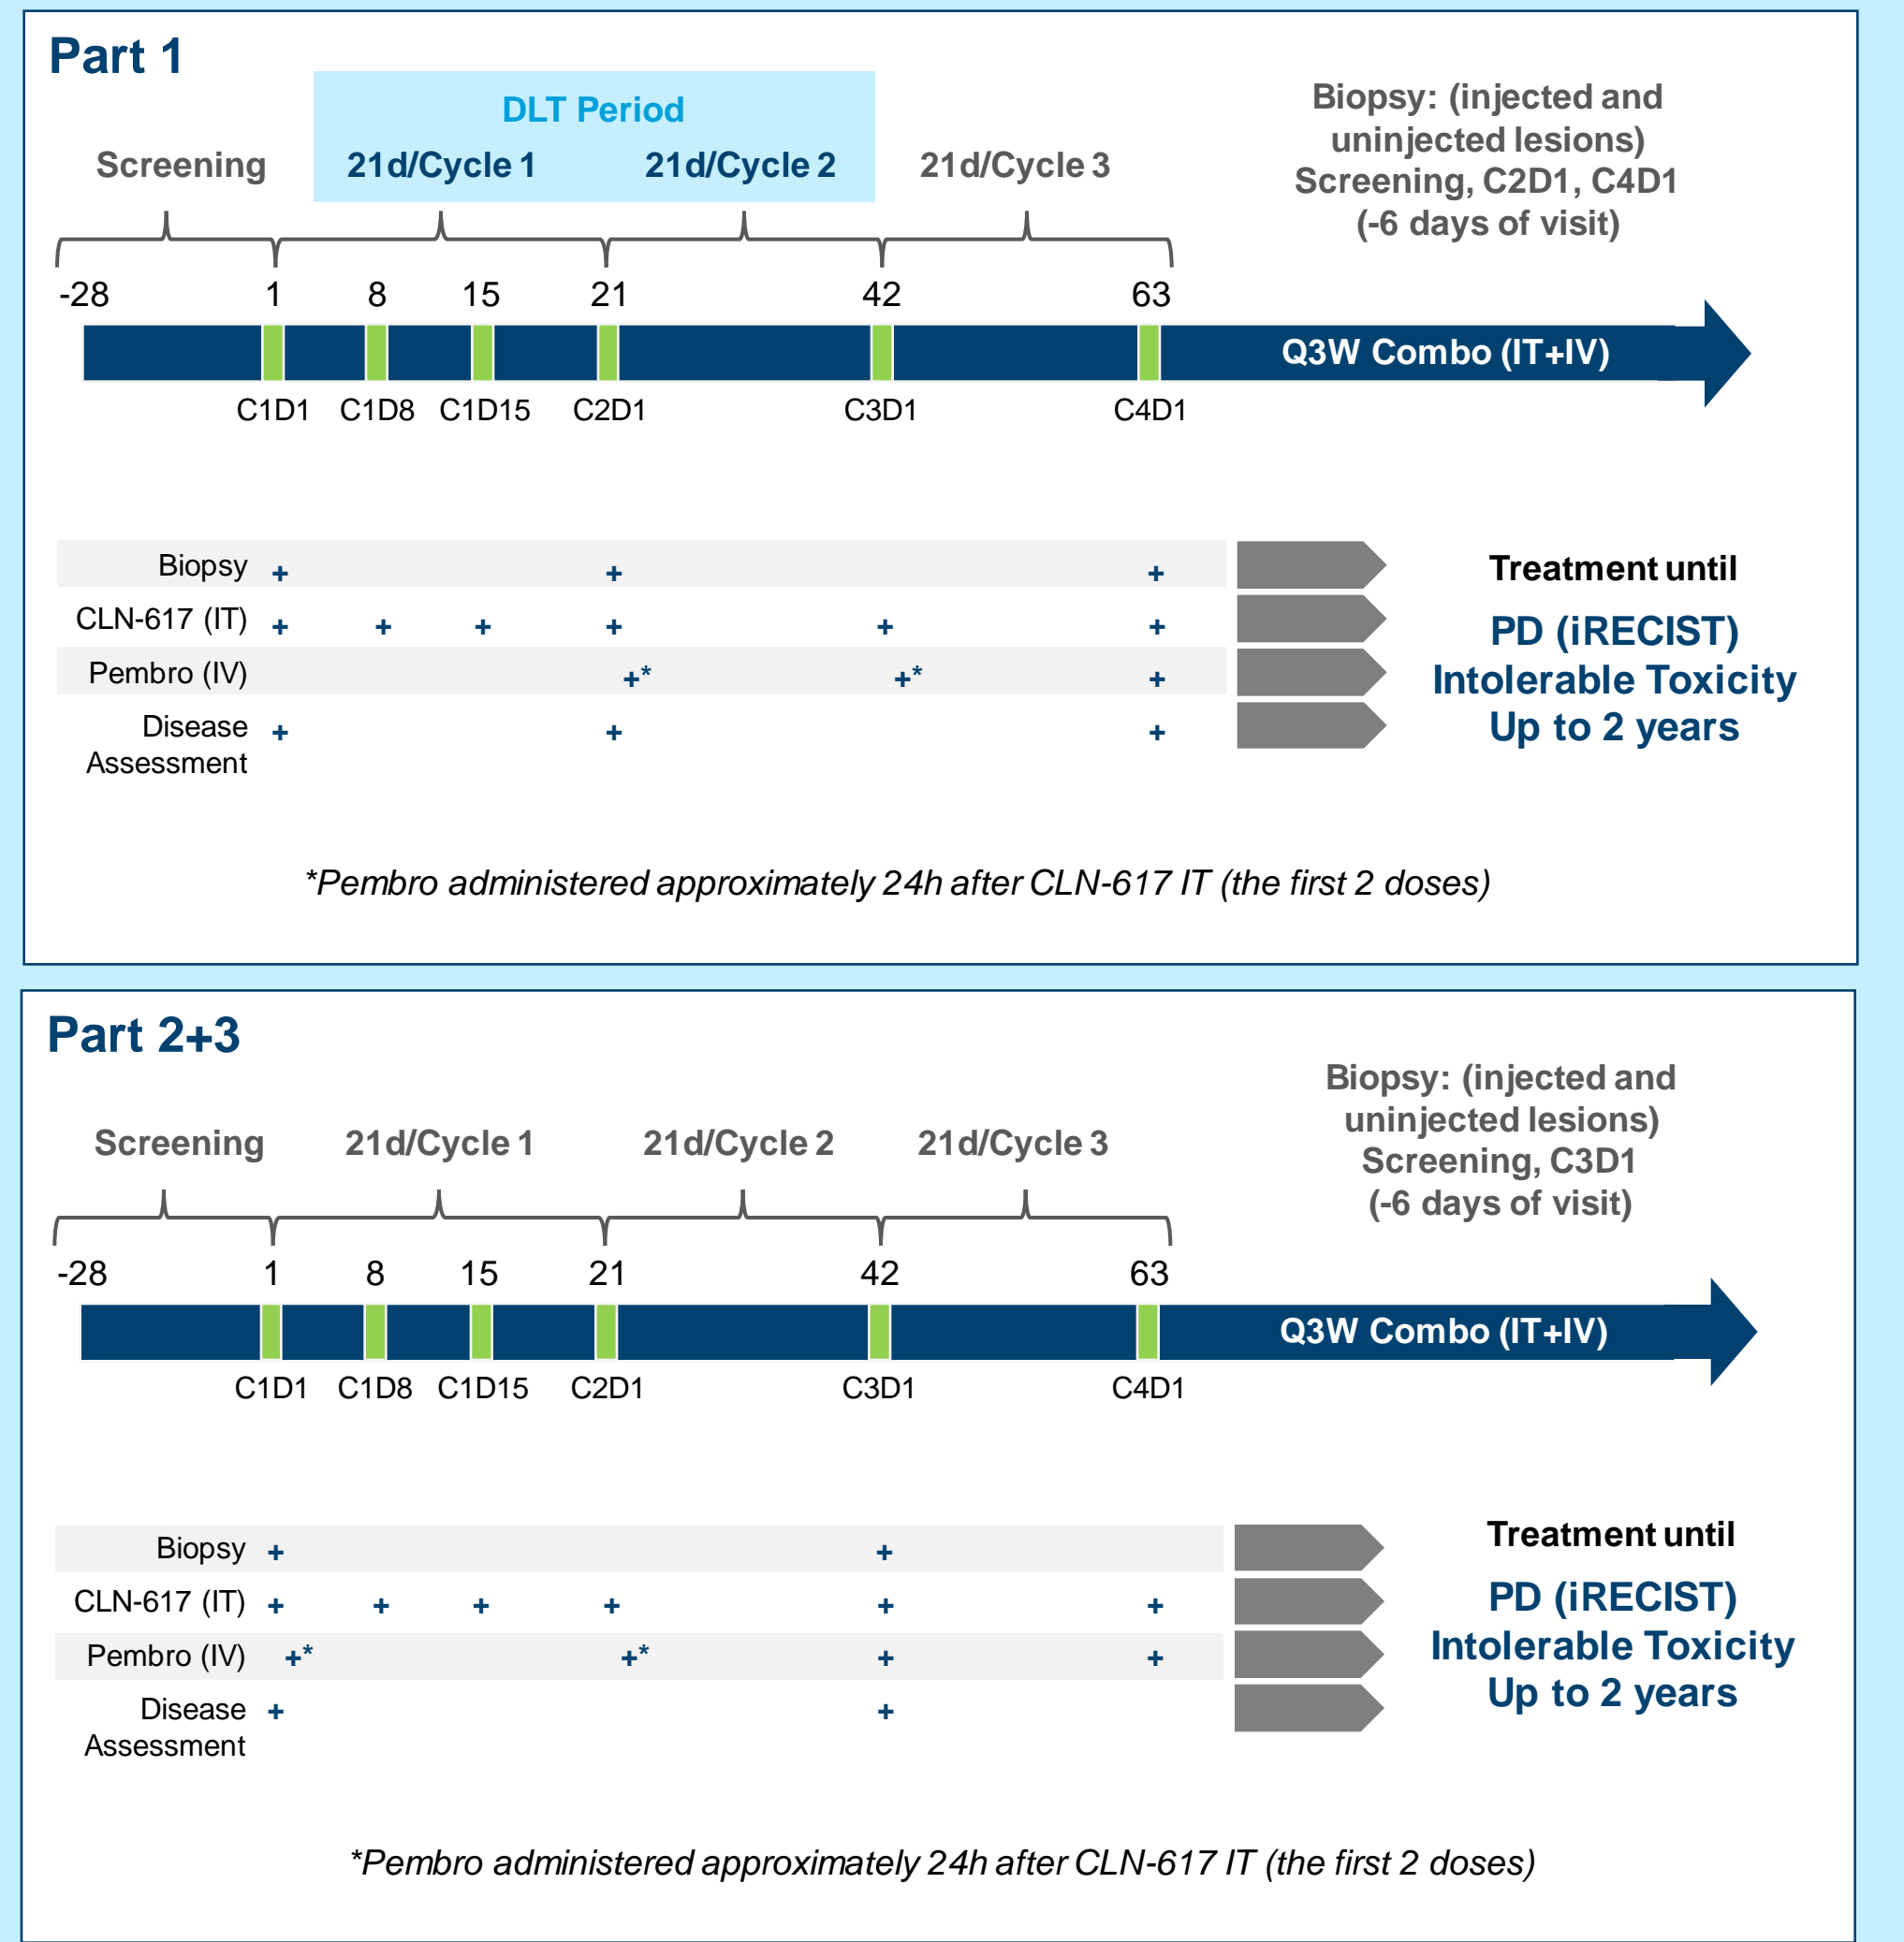 Part 1
DLT Period
Screening
21d/Cycle 1
21d/Cycle 2
21d/Cycle 3
Biopsy: (injected and
uninjected lesions)
Screening, C2D1, C4D1
(-6 days of visit)
-28 1 8 15 21 42 63
Q3W Combo (IT+IV)
C1D1 C1D8 C1D15 C2D1 C3D1 C4D1
Biopsy + + +
CLN-617 (IT) + + + + + +
Pembro (IV) +* +* +
Disease + + +
Assessment
Treatment until
PD (iRECIST)
Intolerable Toxicity
Up to 2 years
*Pembro administered approximately 24h after CLN-617 IT (the first 2 doses)
Part 2+3
Screening
21d/Cycle 1
21d/Cycle 2
21d/Cycle 3
Biopsy: (injected and
uninjected lesions)
Screening, C3D1
(-6 days of visit)
-28 1 8 15 21 42 63
Q3W Combo (IT+IV)
C1D1 C1D8 C1D15 C2D1 C3D1 C4D1
Biopsy + +
CLN-617 (IT) + + + + + +
Pembro (IV) +* +* + +
Disease + +
Assessment
Treatment until
PD (iRECIST)
Intolerable Toxicity
Up to 2 years
*Pembro administered approximately 24h after CLN-617 IT (the first 2 doses)